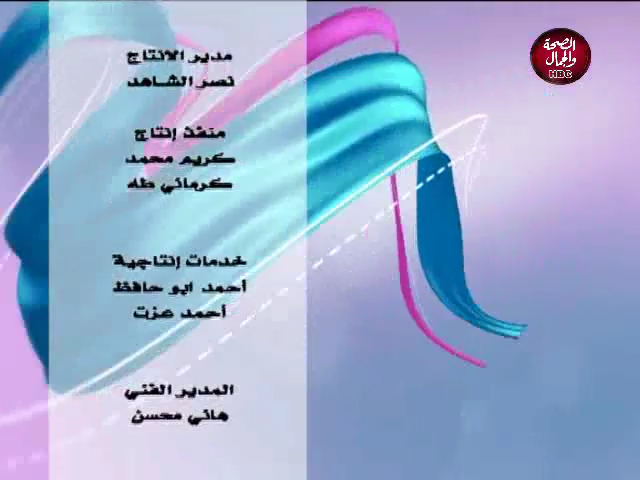 الصحة
والجمال
HBC
مدير الانتاج
نصر الشاهد
منفذ إنتاج
كريم محمد
كرماني طه
خدمات إنتاجية
أحمد ابو حافظ
أحمد عزت
المدير الفني
هاني محسن